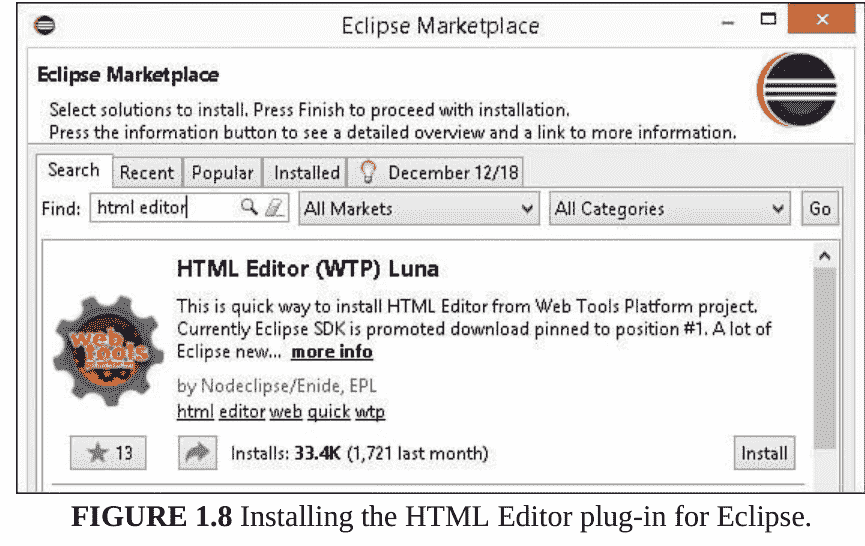 Eclipse Marketplace
Eclipse Marketplace
Select solutions to install. Press Finish to proceed with installation.
Press the information button to see a detailed overview and a link to more information.
Search Recent Popular Installed December 12/18
Find: html editor All Markets All Categories Go
HTML Editor (WTP) Luna
This is quick way to install HTML Editor from Web Tools Platform project.
Currently Eclipse SDK is promoted download pinned to position #1. A lot of
Eclipse new... more info
web
tools
by Nodeclipse/Enide, EPL
html editor web quick wtp
13 Installs: 33.4K (1,721 last month) Install
FIGURE 1.8 Installing the HTML Editor plug-in for Eclipse.